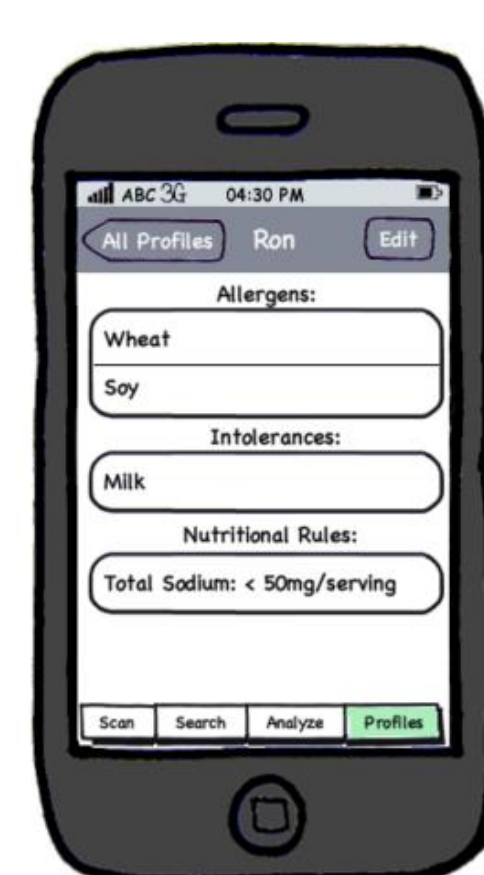 ABC 3G 04:30 PM
All Profiles Ron Edit
Allergens:
Wheat
Soy
Intolerances:
Milk
Nutritional Rules:
Total Sodium: < 50mg/serving
Scan Search Analyze Profiles